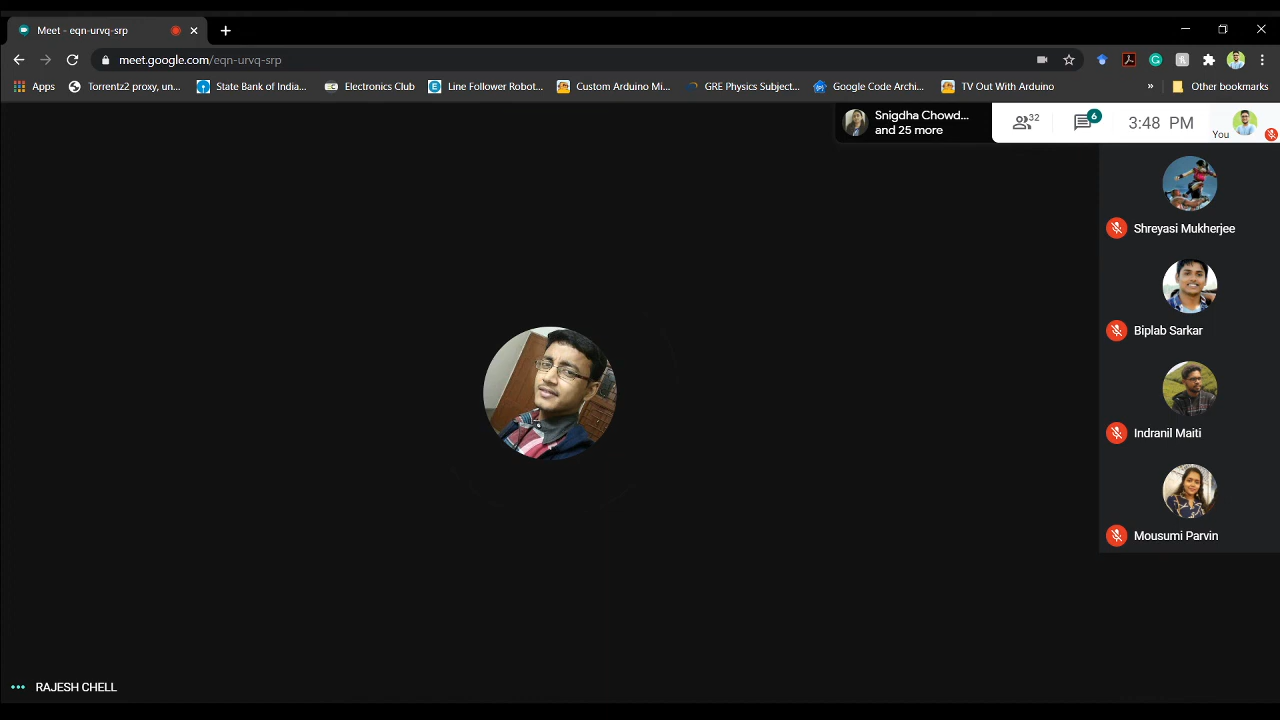 Meet - eqn-urvq-srp
meet.google.com/eqn-urvq-srp
Apps
Torrentz2 proxy, un...
State Bank of India...
Electronics Club
Line Follower Robot...
Custom Arduino Mi...
GRE Physics Subject...
Google Code Archi...
TV Out With Arduino
»
Other bookmarks
Snigdha Chowd...
and 25 more
32
6
3:48 PM
You
Shreyasi Mukherjee
Biplab Sarkar
Indranil Maiti
Mousumi Parvin
RAJESH CHELL